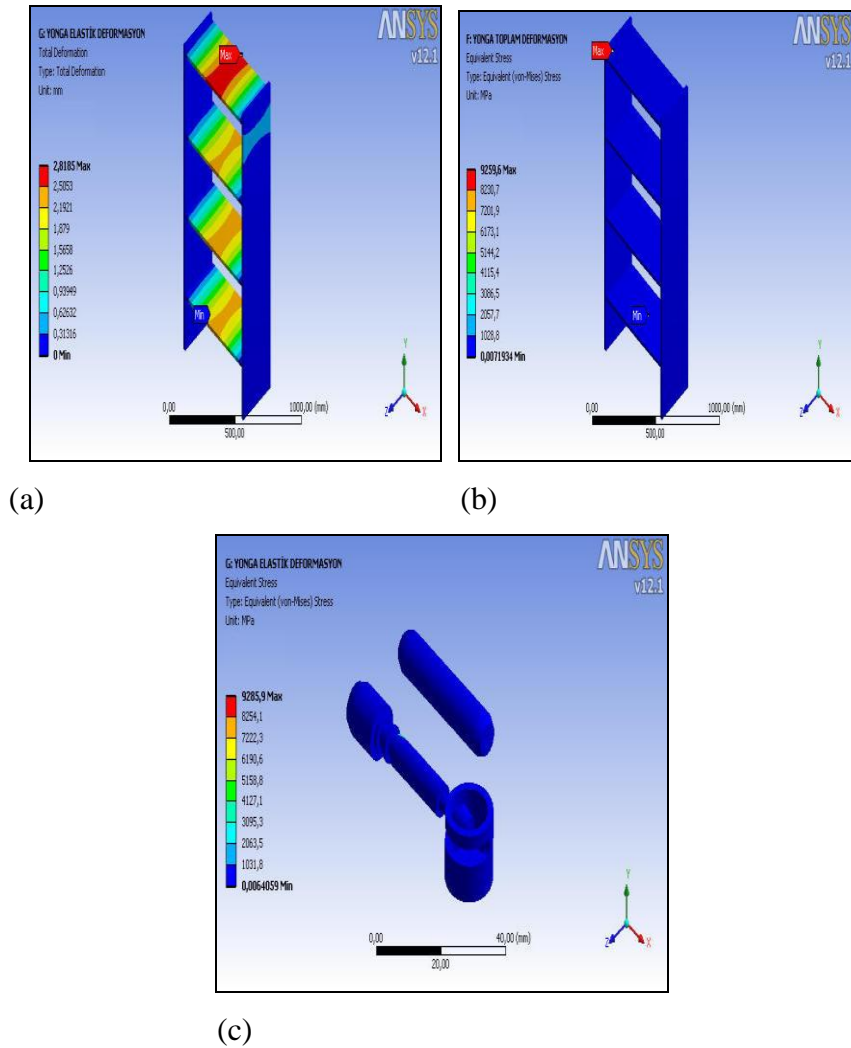 G: YONGA ELASTİK DEFORMASYON
Total Deformation
Type: Total Deformation
Unit: mm
ANSYS
v12.1
Max
2,8185 Max
2,5053
2,1921
1,879
1,5658
1,2526
0,93949
0,62632
0,31316
0 Min
Min
Y
Z
X
0,00
1000,00 (mm)
500,00
(a)
F: YONGA TOPLAM DEFORMASYON
Equivalent Stress
Type: Equivalent (von-Mises) Stress
Unit: MPa
ANSYS
v12.1
Max
9259,6 Max
8230,7
7201,9
6173,1
5144,2
4115,4
3086,5
2057,7
1028,8
0,0071934 Min
Min
Y
Z
X
0,00
1000,00 (mm)
500,00
(b)
G: YONGA ELASTİK DEFORMASYON
Equivalent Stress
Type: Equivalent (von-Mises) Stress
Unit: MPa
ANSYS
v12.1
9285,9 Max
8254,1
7222,3
6190,6
5158,8
4127,1
3095,3
2063,5
1031,8
0,0064059 Min
Y
Z
X
0,00
40,00 (mm)
20,00
(c)